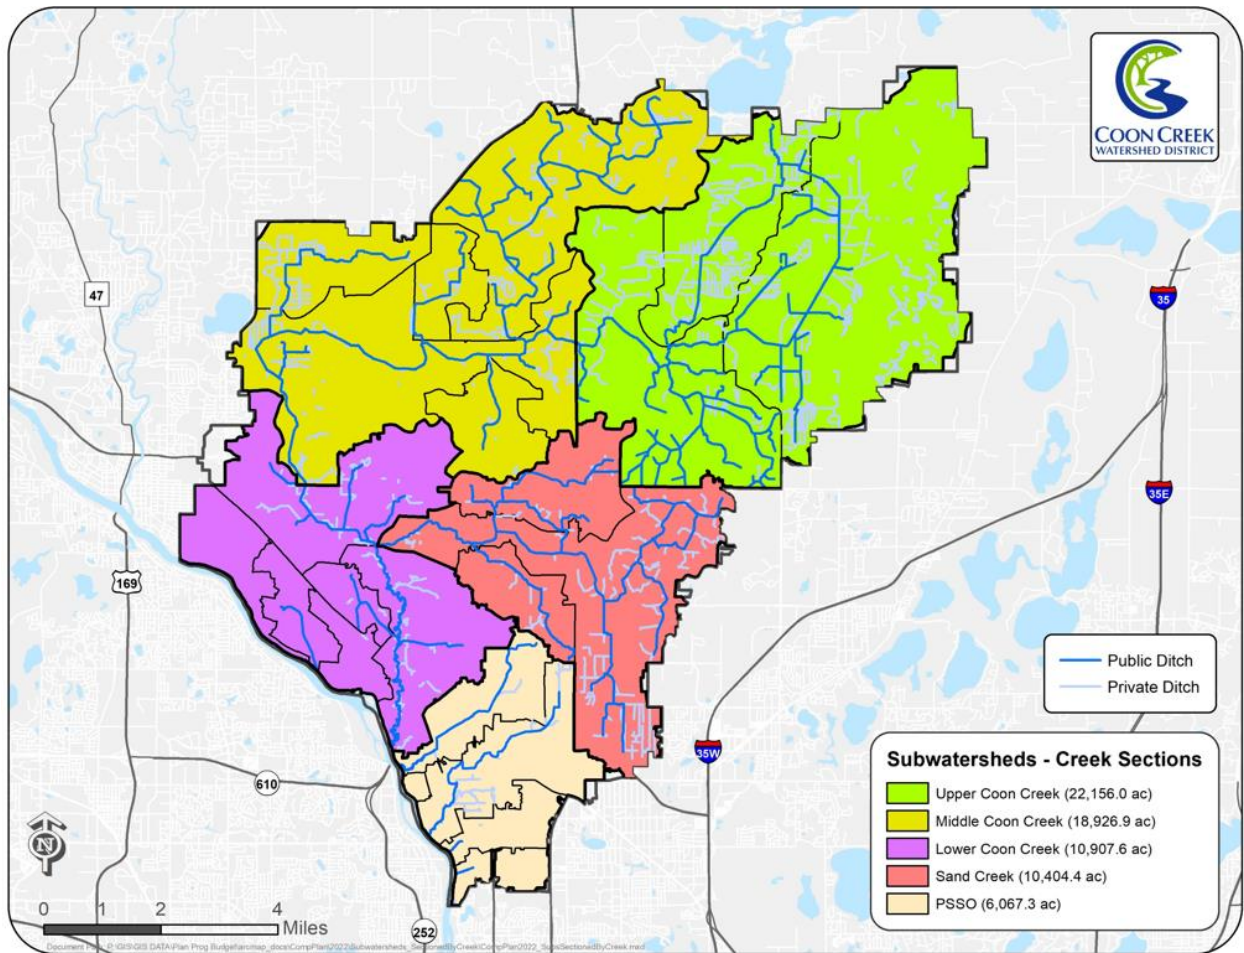 COON CREEK
WATERSHED DISTRICT
47
35
35E
169
Public Ditch
Private Ditch
35W
610
Subwatersheds - Creek Sections
Upper Coon Creek (22,156.0 ac)
Middle Coon Creek (18,926.9 ac)
Lower Coon Creek (10,907.6 ac)
Sand Creek (10,404.4 ac)
PSSO (6,067.3 ac)
N
0 1 2 4
Miles
252